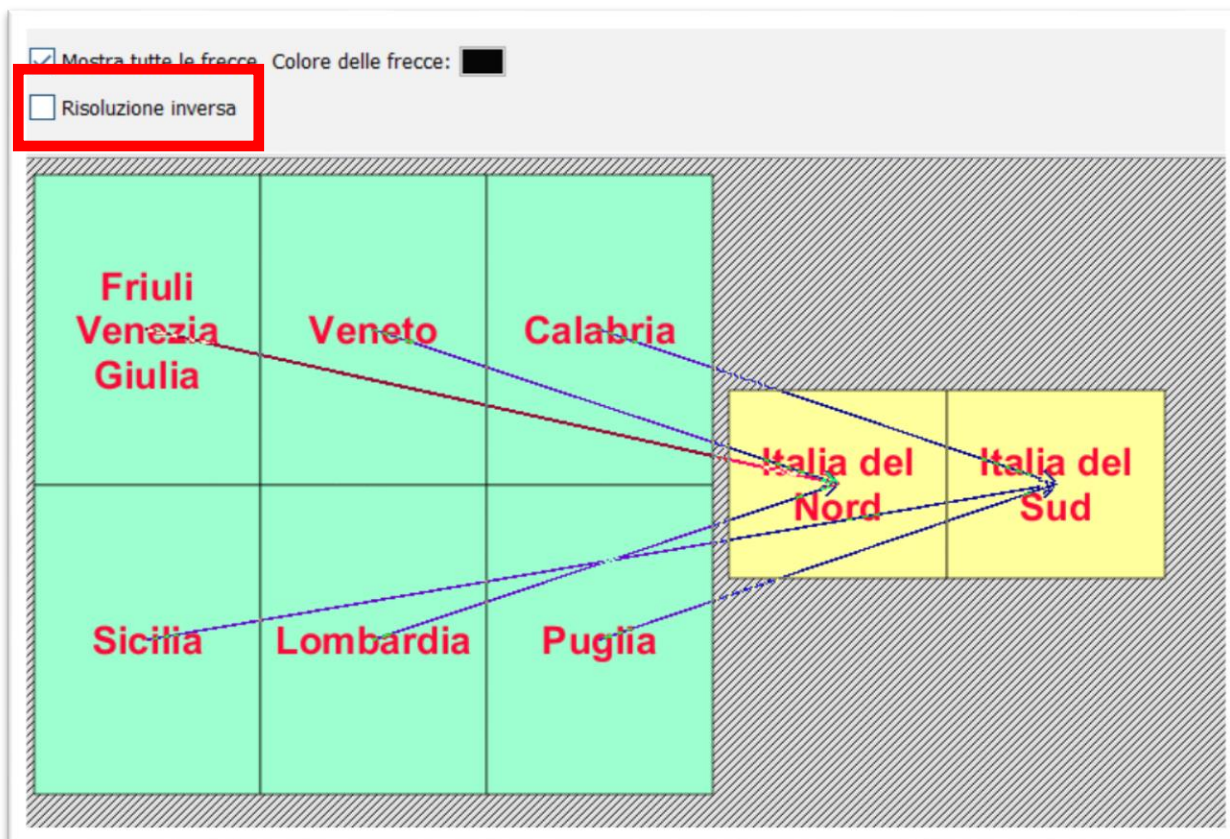 Mostra tutte le frecce Colore delle frecce:
Risoluzione inversa
Friuli
Venezia
Giulia
Veneto
Calabria
Italia del
Nord
Italia del
Sud
Sicilia
Lombardia
Puglia